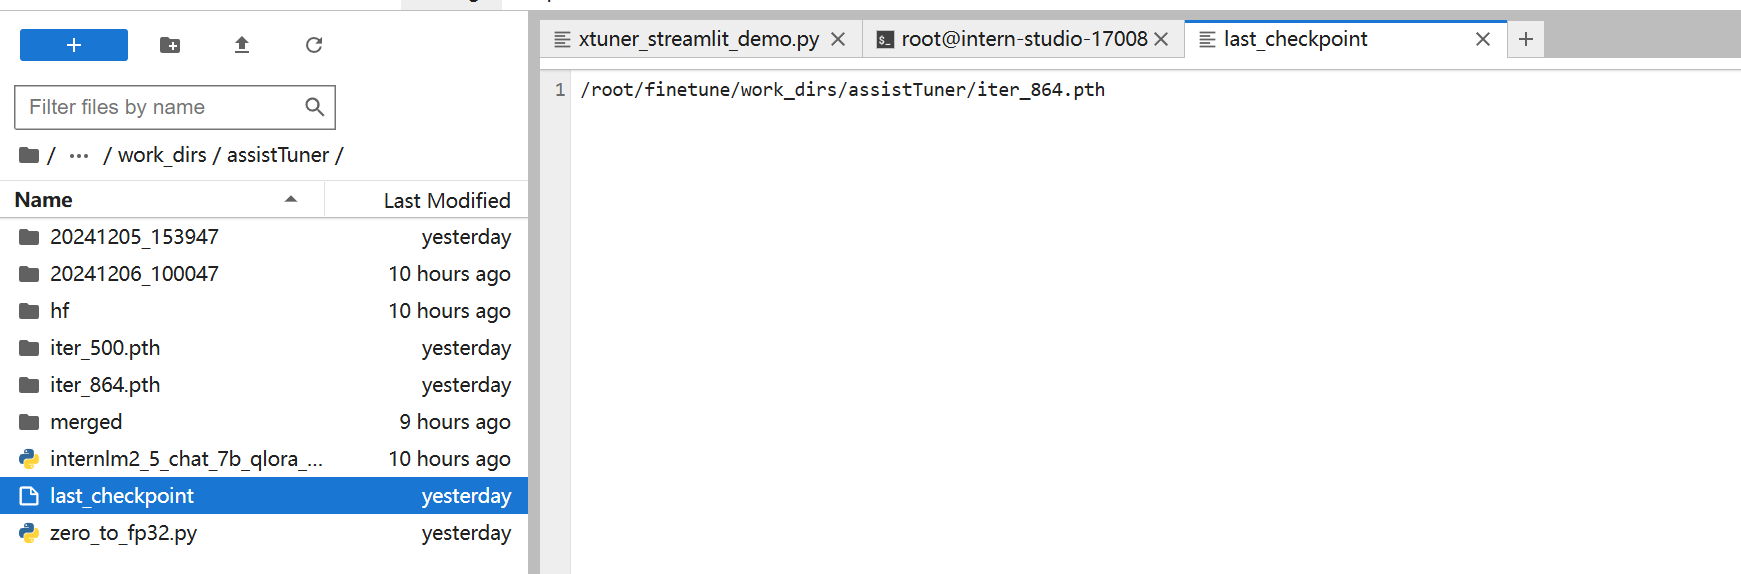 +
Filter files by name
/ ··· / work_dirs / assistTuner /
Name Last Modified
20241205_153947 yesterday
20241206_100047 10 hours ago
hf 10 hours ago
iter_500.pth yesterday
iter_864.pth yesterday
merged 9 hours ago
internlm2_5_chat_7b_qlora_... 10 hours ago
last_checkpoint yesterday
zero_to_fp32.py yesterday
xtuner_streamlit_demo.py root@intern-studio-17008 last_checkpoint +
1 /root/finetune/work_dirs/assistTuner/iter_864.pth